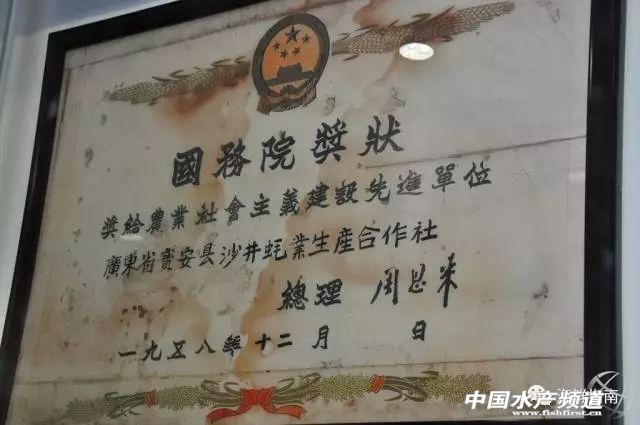 國務院獎狀
獎給農業社會主義建設先進單位
廣東省寶安县沙井蚝業生產合作社
總理 周恩来
一九五八年十二月 日
中国水产频道
www.fishfirst.cn